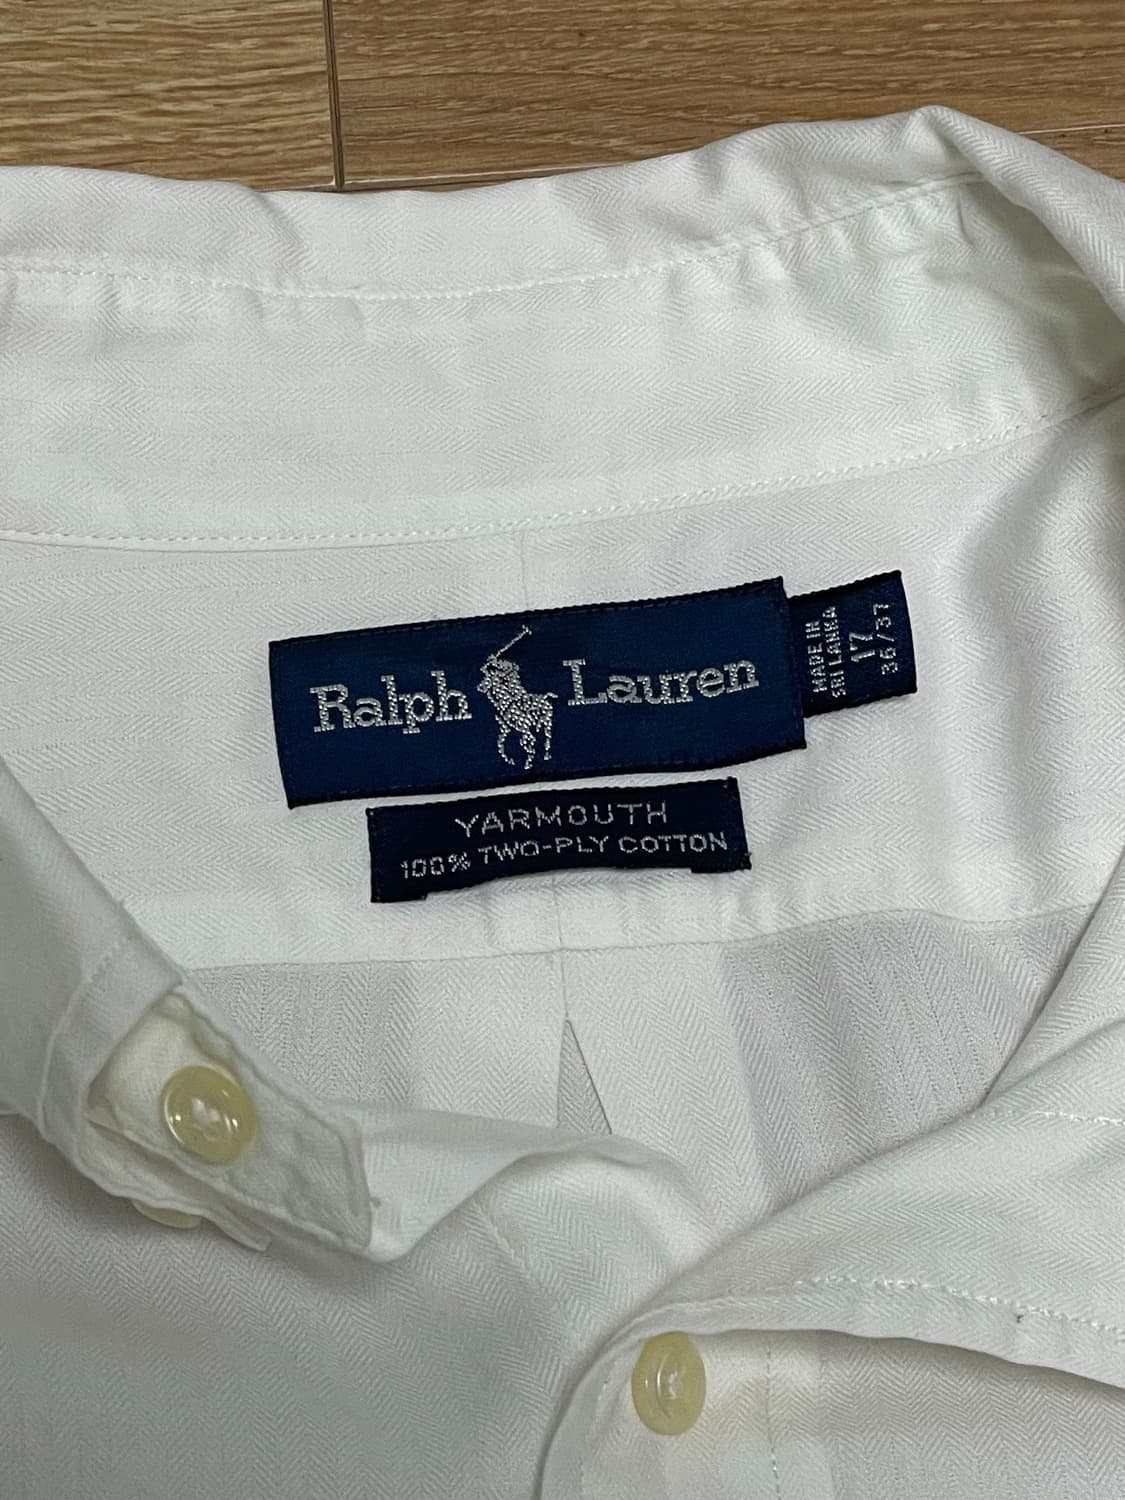 Ralph Lauren
MADE IN
SRI LANKA
17
36/37
YARMOUTH
100% TWO-PLY COTTON